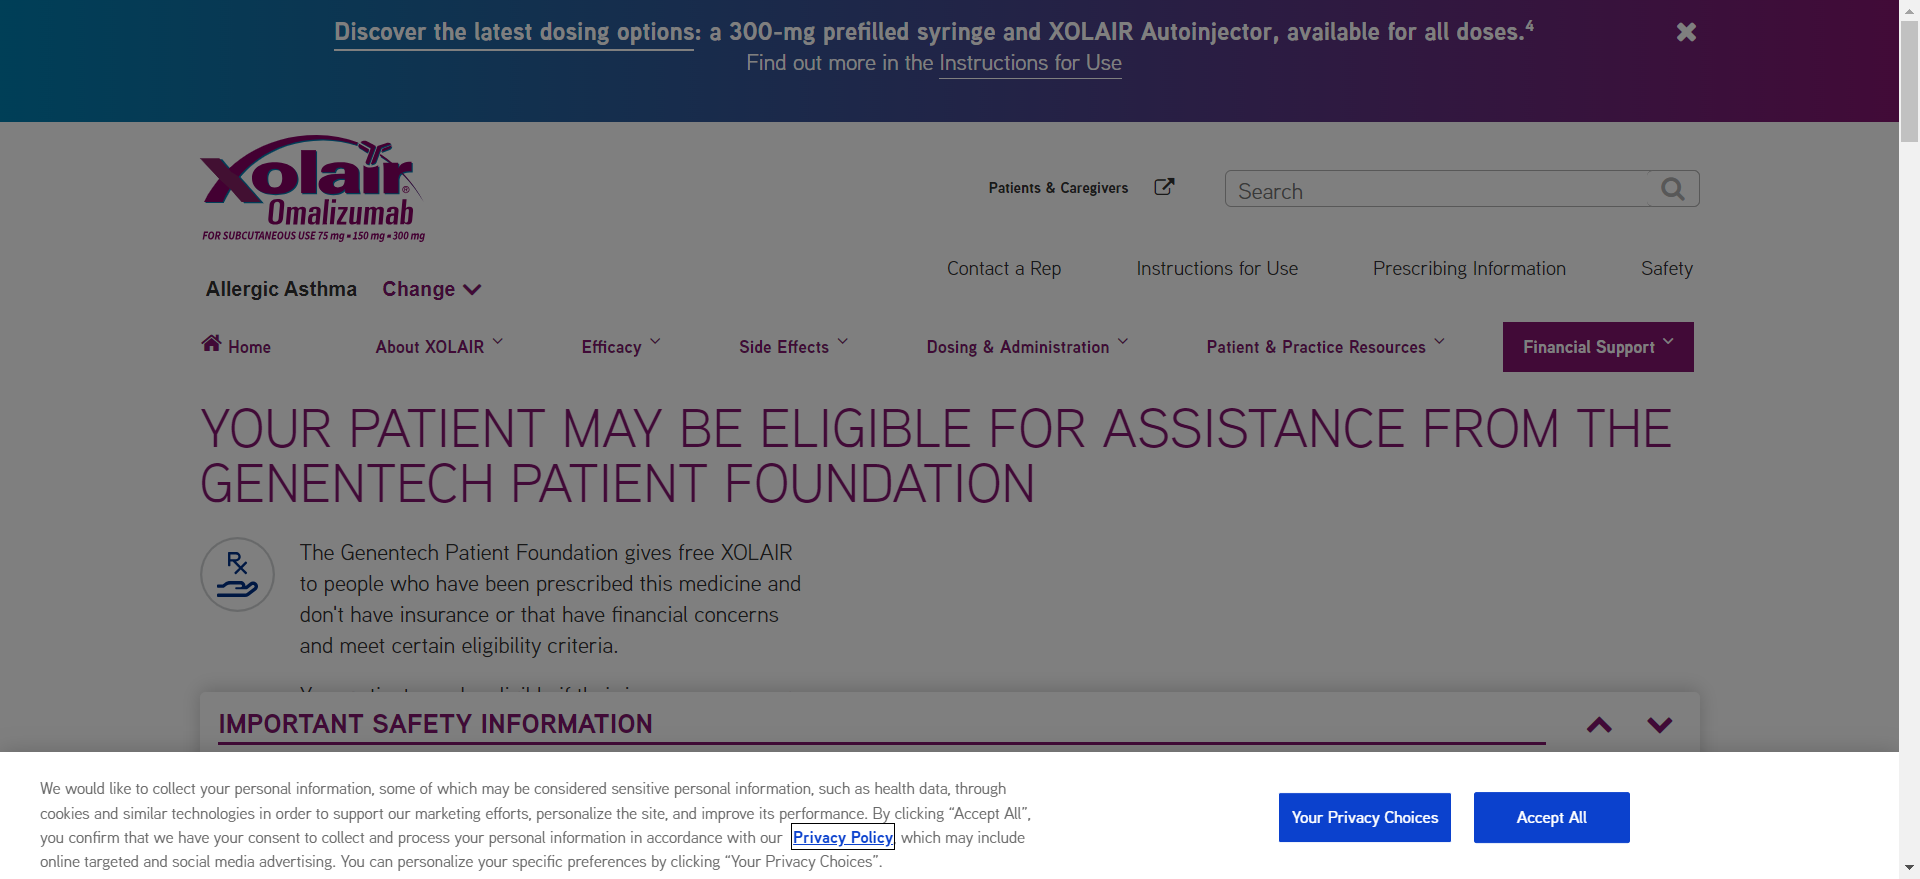 Discover the latest dosing options: a 300-mg prefilled syringe and XOLAIR Autoinjector, available for all doses.4
Find out more in the Instructions for Use
Xolair®
Omalizumab
FOR SUBCUTANEOUS USE 75 mg • 150 mg • 300 mg
Patients & Caregivers
Search
Contact a Rep
Instructions for Use
Prescribing Information
Safety
Allergic Asthma Change
Home
About XOLAIR
Efficacy
Side Effects
Dosing & Administration
Patient & Practice Resources
Financial Support
YOUR PATIENT MAY BE ELIGIBLE FOR ASSISTANCE FROM THE
GENENTECH PATIENT FOUNDATION
Rx
The Genentech Patient Foundation gives free XOLAIR
to people who have been prescribed this medicine and
don't have insurance or that have financial concerns
and meet certain eligibility criteria.
IMPORTANT SAFETY INFORMATION
We would like to collect your personal information, some of which may be considered sensitive personal information, such as health data, through
cookies and similar technologies in order to support our marketing efforts, personalize the site, and improve its performance. By clicking “Accept All”,
you confirm that we have your consent to collect and process your personal information in accordance with our Privacy Policy, which may include
online targeted and social media advertising. You can personalize your specific preferences by clicking “Your Privacy Choices”.
Your Privacy Choices
Accept All